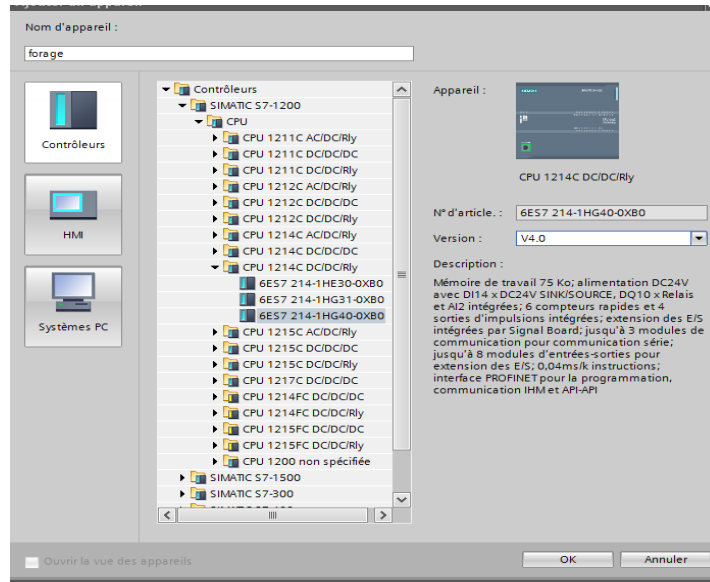 Nom d'appareil :
forage
Contrôleurs
HMI
Systèmes PC
Contrôleurs
SIMATIC S7-1200
CPU
CPU 1211C AC/DC/Rly
CPU 1211C DC/DC/DC
CPU 1211C DC/DC/Rly
CPU 1212C AC/DC/Rly
CPU 1212C DC/DC/DC
CPU 1212C DC/DC/Rly
CPU 1214C AC/DC/Rly
CPU 1214C DC/DC/DC
CPU 1214C DC/DC/Rly
6ES7 214-1HE30-0XB0
6ES7 214-1HG31-0XB0
6ES7 214-1HG40-0XB0
CPU 1215C AC/DC/Rly
CPU 1215C DC/DC/DC
CPU 1215C DC/DC/Rly
CPU 1217C DC/DC/DC
CPU 1214FC DC/DC/DC
CPU 1214FC DC/DC/Rly
CPU 1215FC DC/DC/DC
CPU 1215FC DC/DC/Rly
CPU 1200 non spécifiée
SIMATIC S7-1500
SIMATIC S7-300
Appareil :
CPU 1214C DC/DC/Rly
N° d'article. :
6ES7 214-1HG40-0XB0
Version :
V4.0
Description :
Mémoire de travail 75 Ko; alimentation DC24V
avec DI14 x DC24V SINK/SOURCE, DQ10 x Relais
et AI2 intégrées; 6 compteurs rapides et 4
sorties d'impulsions intégrées; extension des E/S
intégrées par Signal Board; jusqu'à 3 modules de
communication pour communication série;
jusqu'à 8 modules d'entrées-sorties pour
extension des E/S; 0,04ms/k instructions;
interface PROFINET pour la programmation,
communication IHM et API-API
Ouvrir la vue des appareils
OK
Annuler